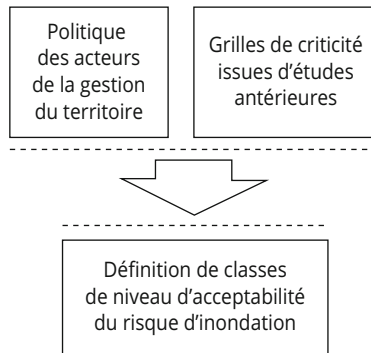 Politique
des acteurs
de la gestion
du territoire
Grilles de criticité
issues d’études
antérieures
Définition de classes
de niveau d’acceptabilité
du risque d’inondation